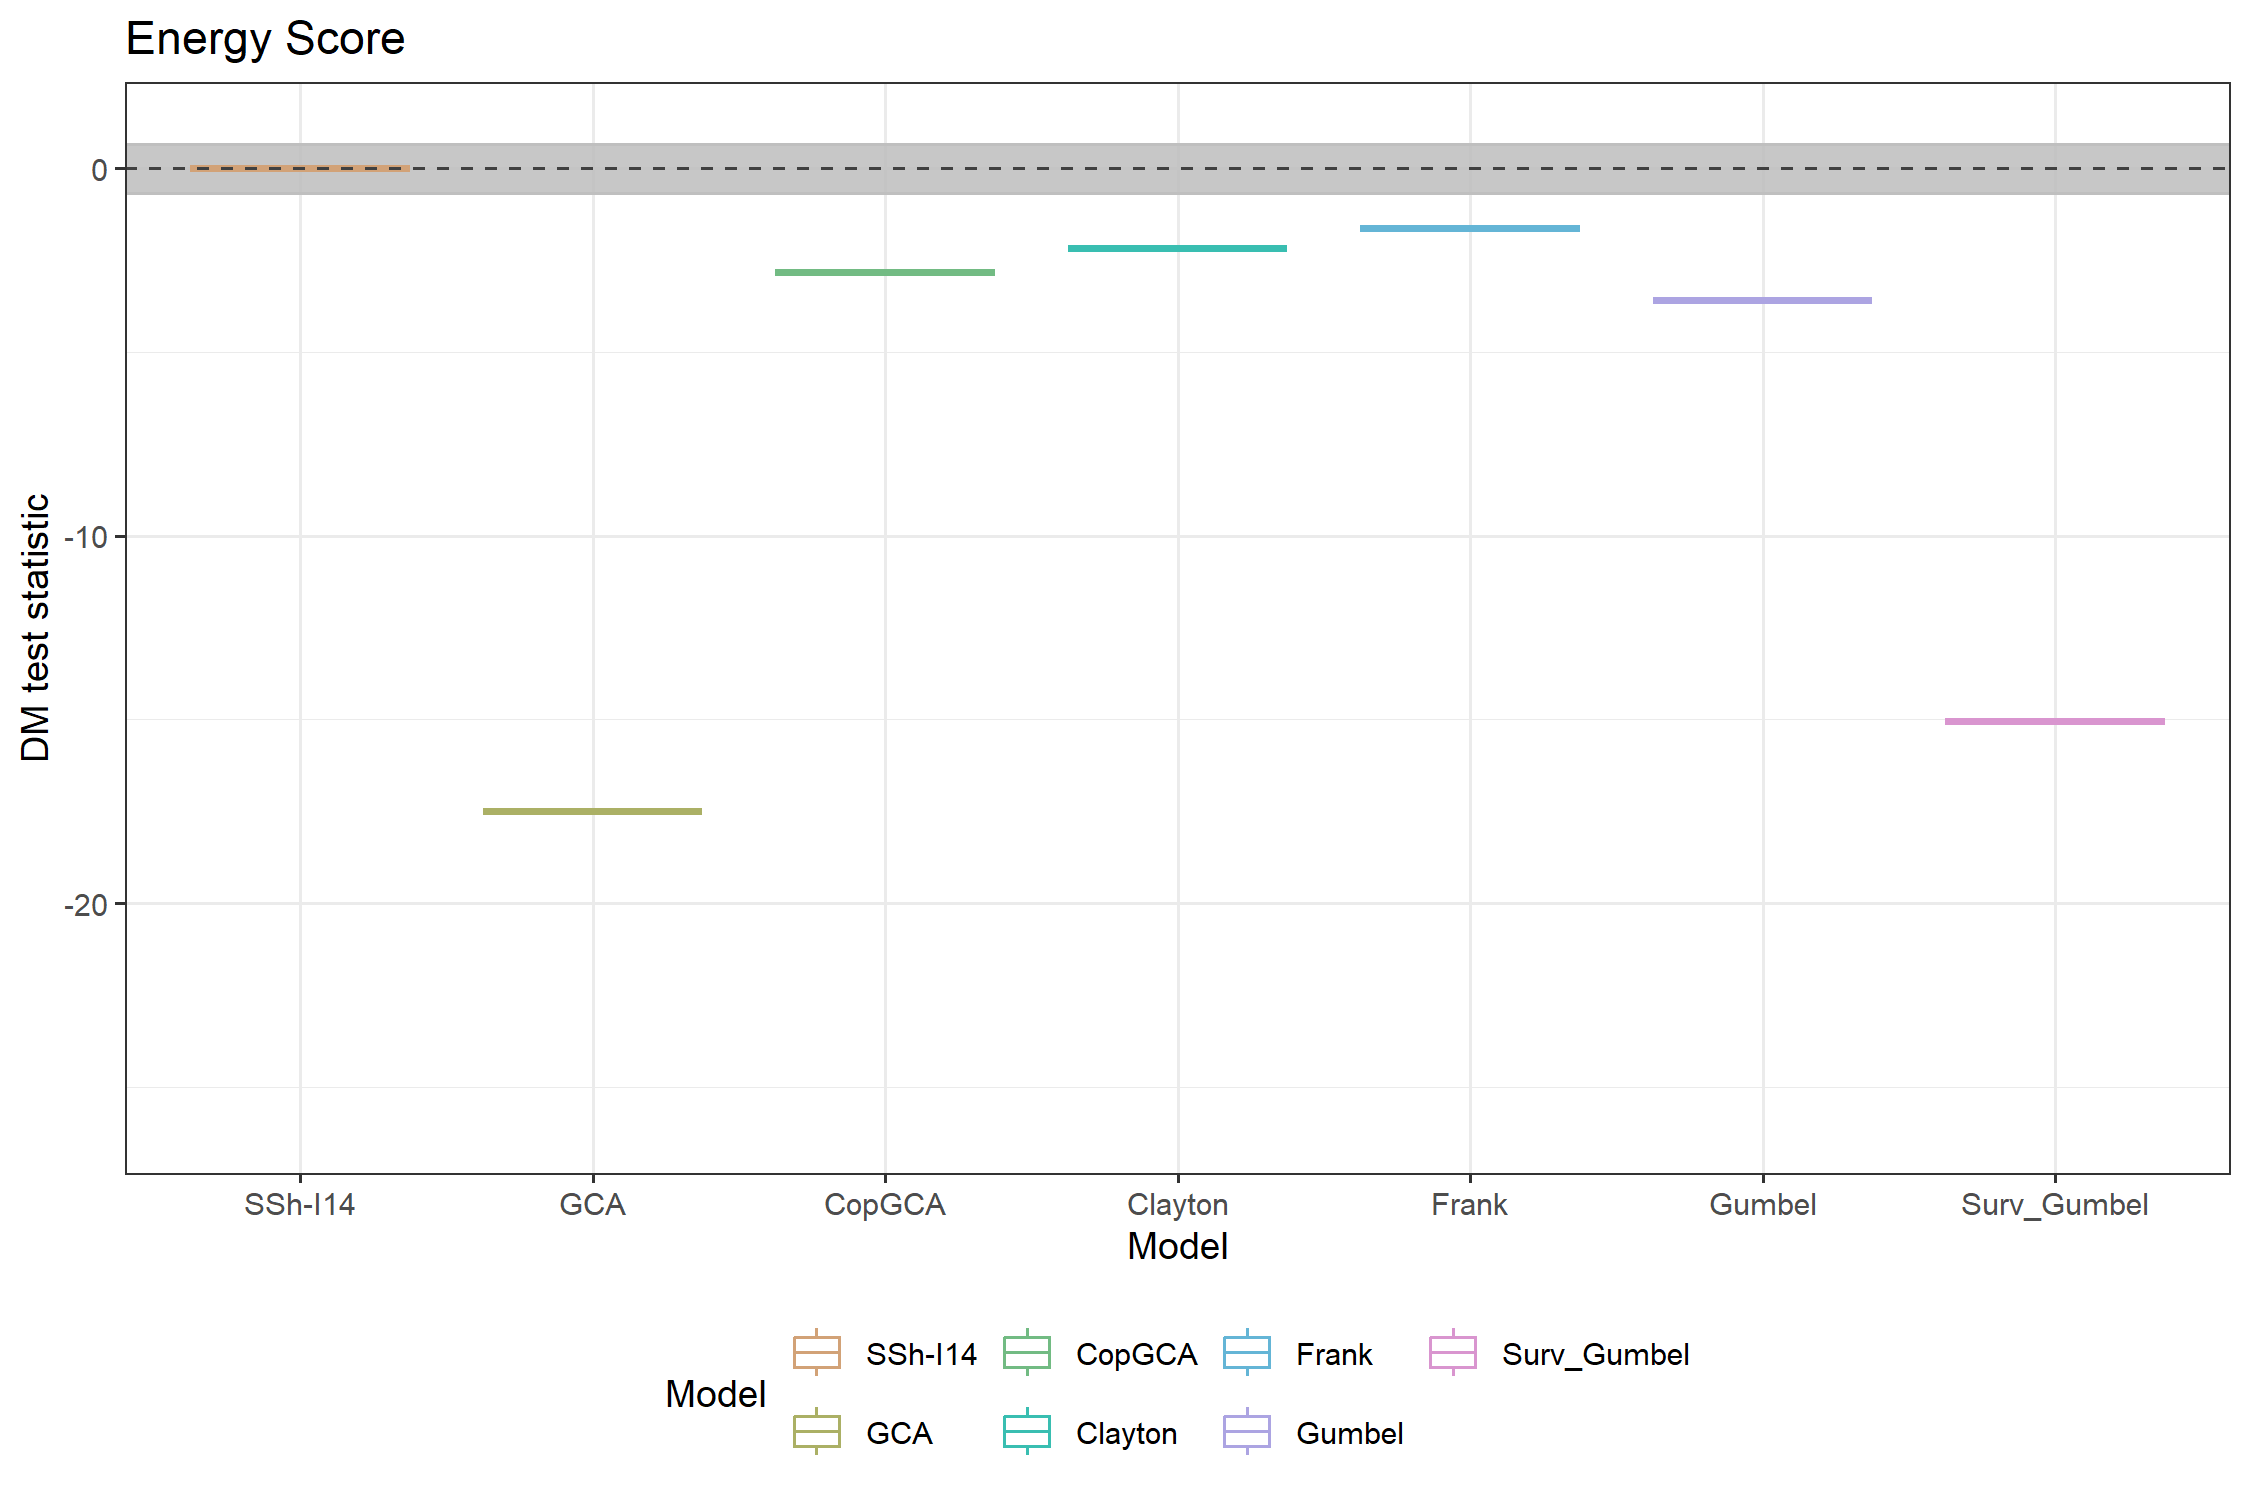 Energy Score
DM test statistic
0
-10
-20
SSh-I14 GCA CopGCA Clayton Frank Gumbel Surv_Gumbel
Model
Model
SSh-I14 CopGCA Frank Surv_Gumbel
GCA Clayton Gumbel